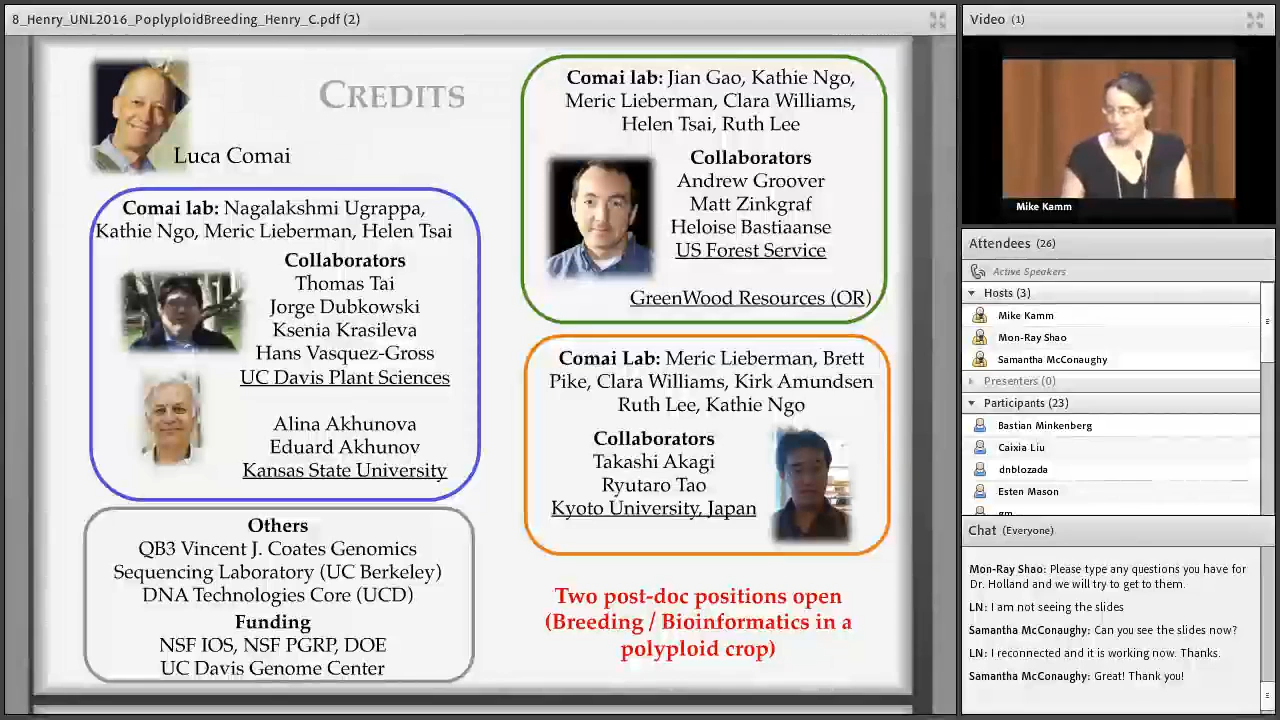 8_Henry_UNL2016_PoplyploidBreeding_Henry_C.pdf (2)
CREDITS
Luca Comai
Comai lab: Nagalakshmi Ugrappa,
Kathie Ngo, Meric Lieberman, Helen Tsai
Collaborators
Thomas Tai
Jorge Dubkowski
Ksenia Krasileva
Hans Vasquez-Gross
UC Davis Plant Sciences
Alina Akhunova
Eduard Akhunov
Kansas State University
Others
QB3 Vincent J. Coates Genomics
Sequencing Laboratory (UC Berkeley)
DNA Technologies Core (UCD)
Funding
NSF IOS, NSF PGRP, DOE
UC Davis Genome Center
Comai lab: Jian Gao, Kathie Ngo,
Meric Lieberman, Clara Williams,
Helen Tsai, Ruth Lee
Collaborators
Andrew Groover
Matt Zinkgraf
Heloise Bastiaanse
US Forest Service
GreenWood Resources (OR)
Comai Lab: Meric Lieberman, Brett
Pike, Clara Williams, Kirk Amundsen
Ruth Lee, Kathie Ngo
Collaborators
Takashi Akagi
Ryutaro Tao
Kyoto University, Japan
Two post-doc positions open
(Breeding / Bioinformatics in a
polyploid crop)
Video (1)
Mike Kamm
Attendees (26)
Active Speakers
Hosts (3)
Mike Kamm
Mon-Ray Shao
Samantha McConaughy
Presenters (0)
Participants (23)
Bastian Minkenberg
Caixia Liu
dnblozada
Esten Mason
Chat (Everyone)
Mon-Ray Shao: Please type any questions you have for
Dr. Holland and we will try to get to them.
LN: I am not seeing the slides
Samantha McConaughy: Can you see the slides now?
LN: I reconnected and it is working now. Thanks.
Samantha McConaughy: Great! Thank you!